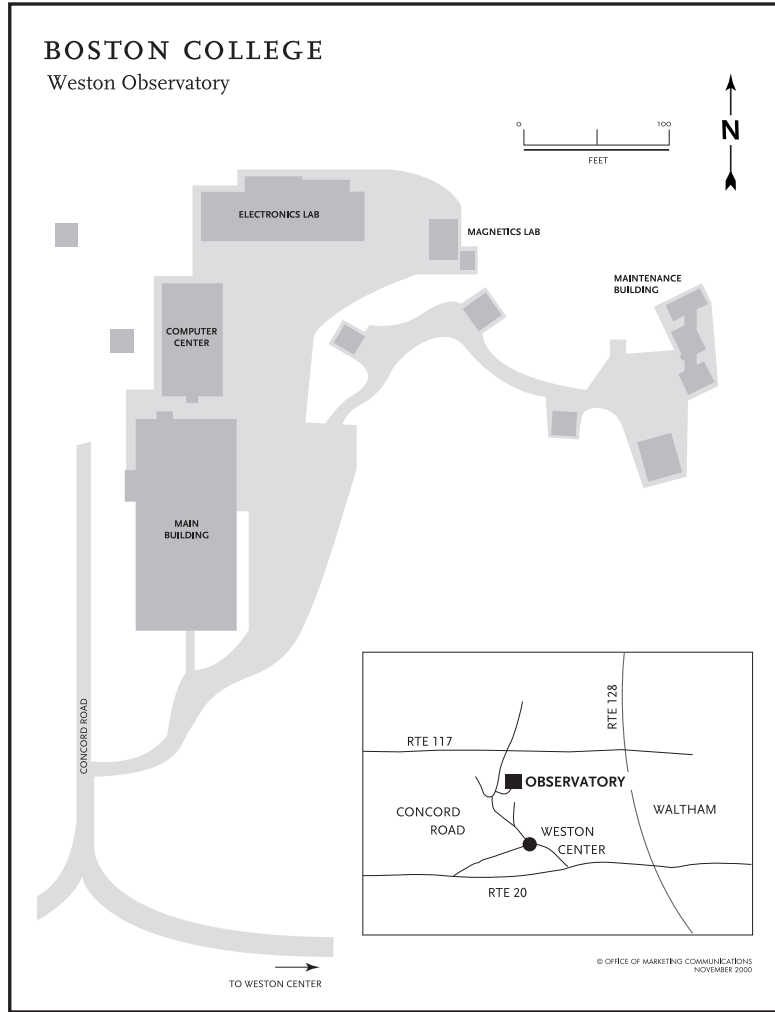 BOSTON COLLEGE
Weston Observatory
0
100
FEET
N
ELECTRONICS LAB
MAGNETICS LAB
MAINTENANCE
BUILDING
COMPUTER
CENTER
MAIN
BUILDING
CONCORD ROAD
RTE 128
RTE 117
OBSERVATORY
CONCORD
ROAD
WALTHAM
WESTON
CENTER
RTE 20
© OFFICE OF MARKETING COMMUNICATIONS
NOVEMBER 2000
TO WESTON CENTER